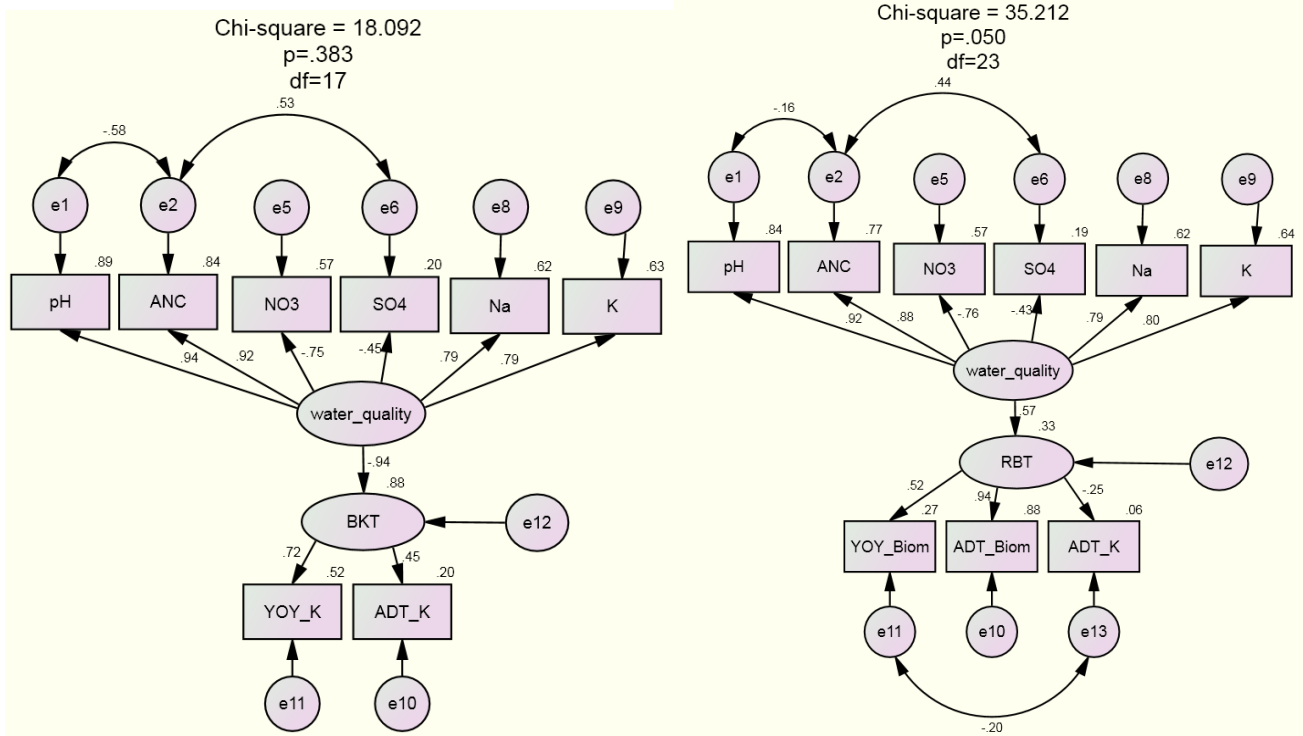 Chi-square = 18.092
p=.383
df=17
.53
-.58
e1
e2
e5
e6
e8
e9
.89
.84
.57
.20
.62
.63
pH
ANC
NO3
SO4
Na
K
.94
.92
-.75
-.45
.79
.79
water_quality
-.94
.88
BKT
e12
.72
.45
.52
.20
YOY_K
ADT_K
e11
e10
Chi-square = 35.212
p=.050
df=23
.44
-.16
e1
e2
e5
e6
e8
e9
.84
.77
.57
.19
.62
.64
pH
ANC
NO3
SO4
Na
K
.92
.88
-.76
-.43
.79
.80
water_quality
.57
.33
RBT
e12
.52
.94
-.25
.27
.88
.06
YOY_Biom
ADT_Biom
ADT_K
e11
e10
e13
-.20